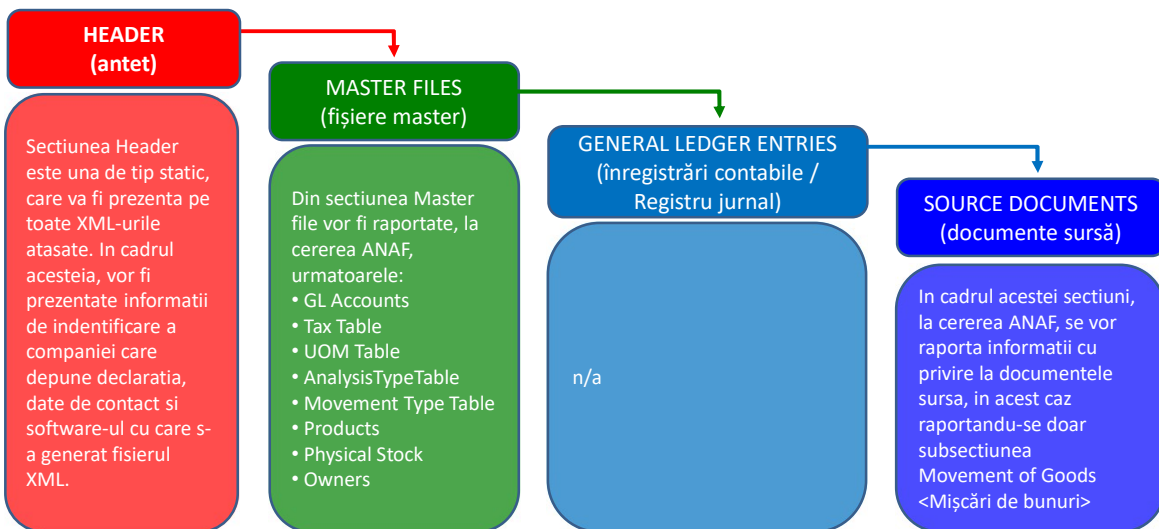 HEADER
(antet)
Sectiunea Header
este una de tip static,
care va fi prezenta pe
toate XML-urile
atasate. In cadrul
acesteia, vor fi
prezentate informatii
de indentificare a
companiei care
depune declaratia,
date de contact si
software-ul cu care s-
a generat fisierul
XML.
MASTER FILES
(fișiere master)
Din sectiunea Master
file vor fi raportate, la
cererea ANAF,
urmatoarele:
• GL Accounts
• Tax Table
• UOM Table
• AnalysisTypeTable
• Movement Type Table
• Products
• Physical Stock
• Owners
GENERAL LEDGER ENTRIES
(înregistrări contabile /
Registru jurnal)
n/a
SOURCE DOCUMENTS
(documente sursă)
In cadrul acestei sectiuni,
la cererea ANAF, se vor
raporta informatii cu
privire la documentele
sursa, in acest caz
raportandu-se doar
subsectiunea
Movement of Goods
<Mișcări de bunuri>